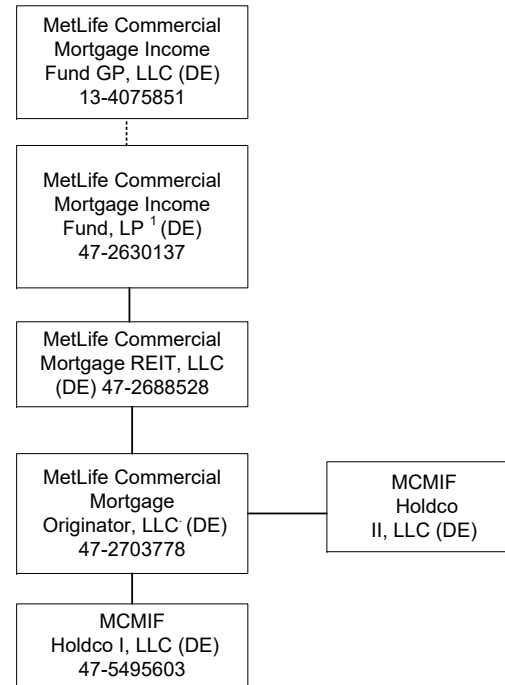 MetLife Commercial
Mortgage Income
Fund GP, LLC (DE)
13-4075851
MetLife Commercial
Mortgage Income
Fund, LP 1 (DE)
47-2630137
MetLife Commercial
Mortgage REIT, LLC
(DE) 47-2688528
MetLife Commercial
Mortgage
Originator, LLC (DE)
47-2703778
MCMIF
Holdco
II, LLC (DE)
MCMIF
Holdco I, LLC (DE)
47-5495603